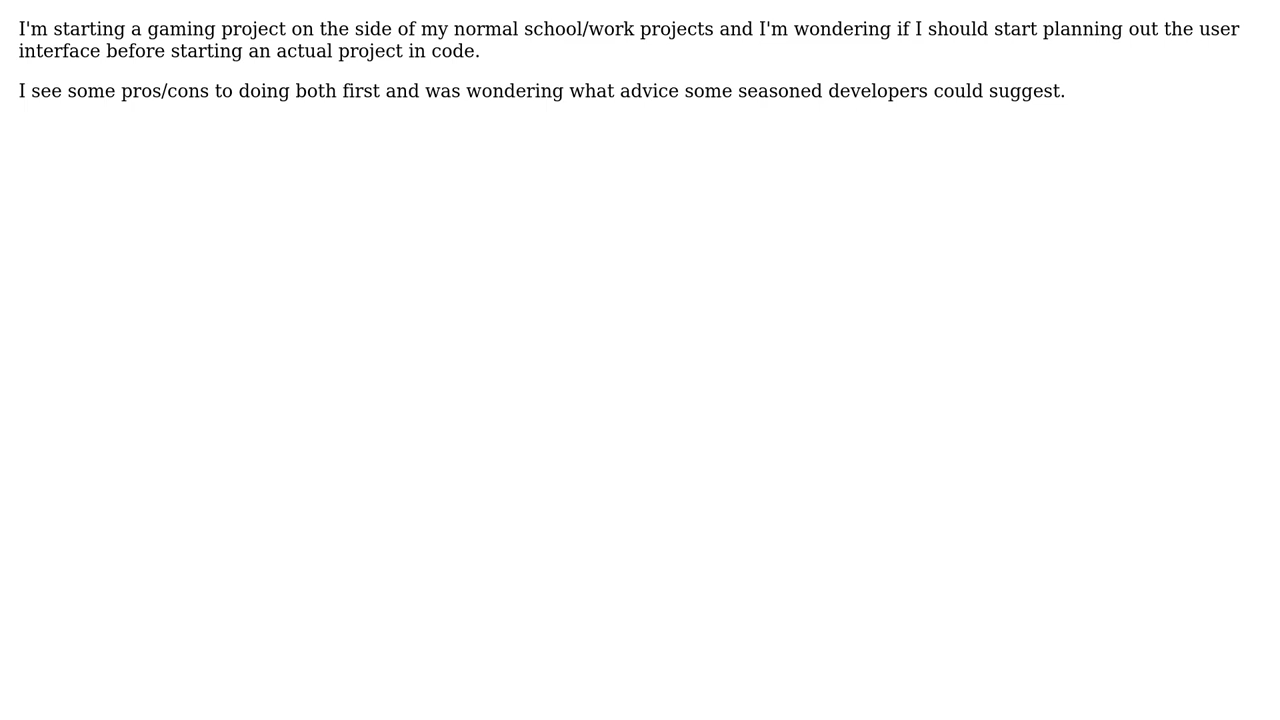 I'm starting a gaming project on the side of my normal school/work projects and I'm wondering if I should start planning out the user
interface before starting an actual project in code.
I see some pros/cons to doing both first and was wondering what advice some seasoned developers could suggest.